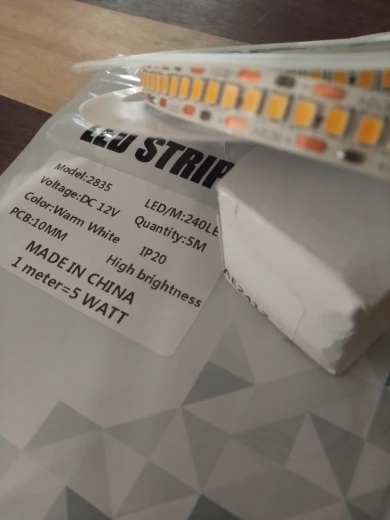 LED STRIP
Model:2835
Voltage:DC 12V LED/M:240LE
Color:Warm White Quantity:5M
PCB:10MM IP20
High brightness
MADE IN CHINA
1 meter=5 WATT